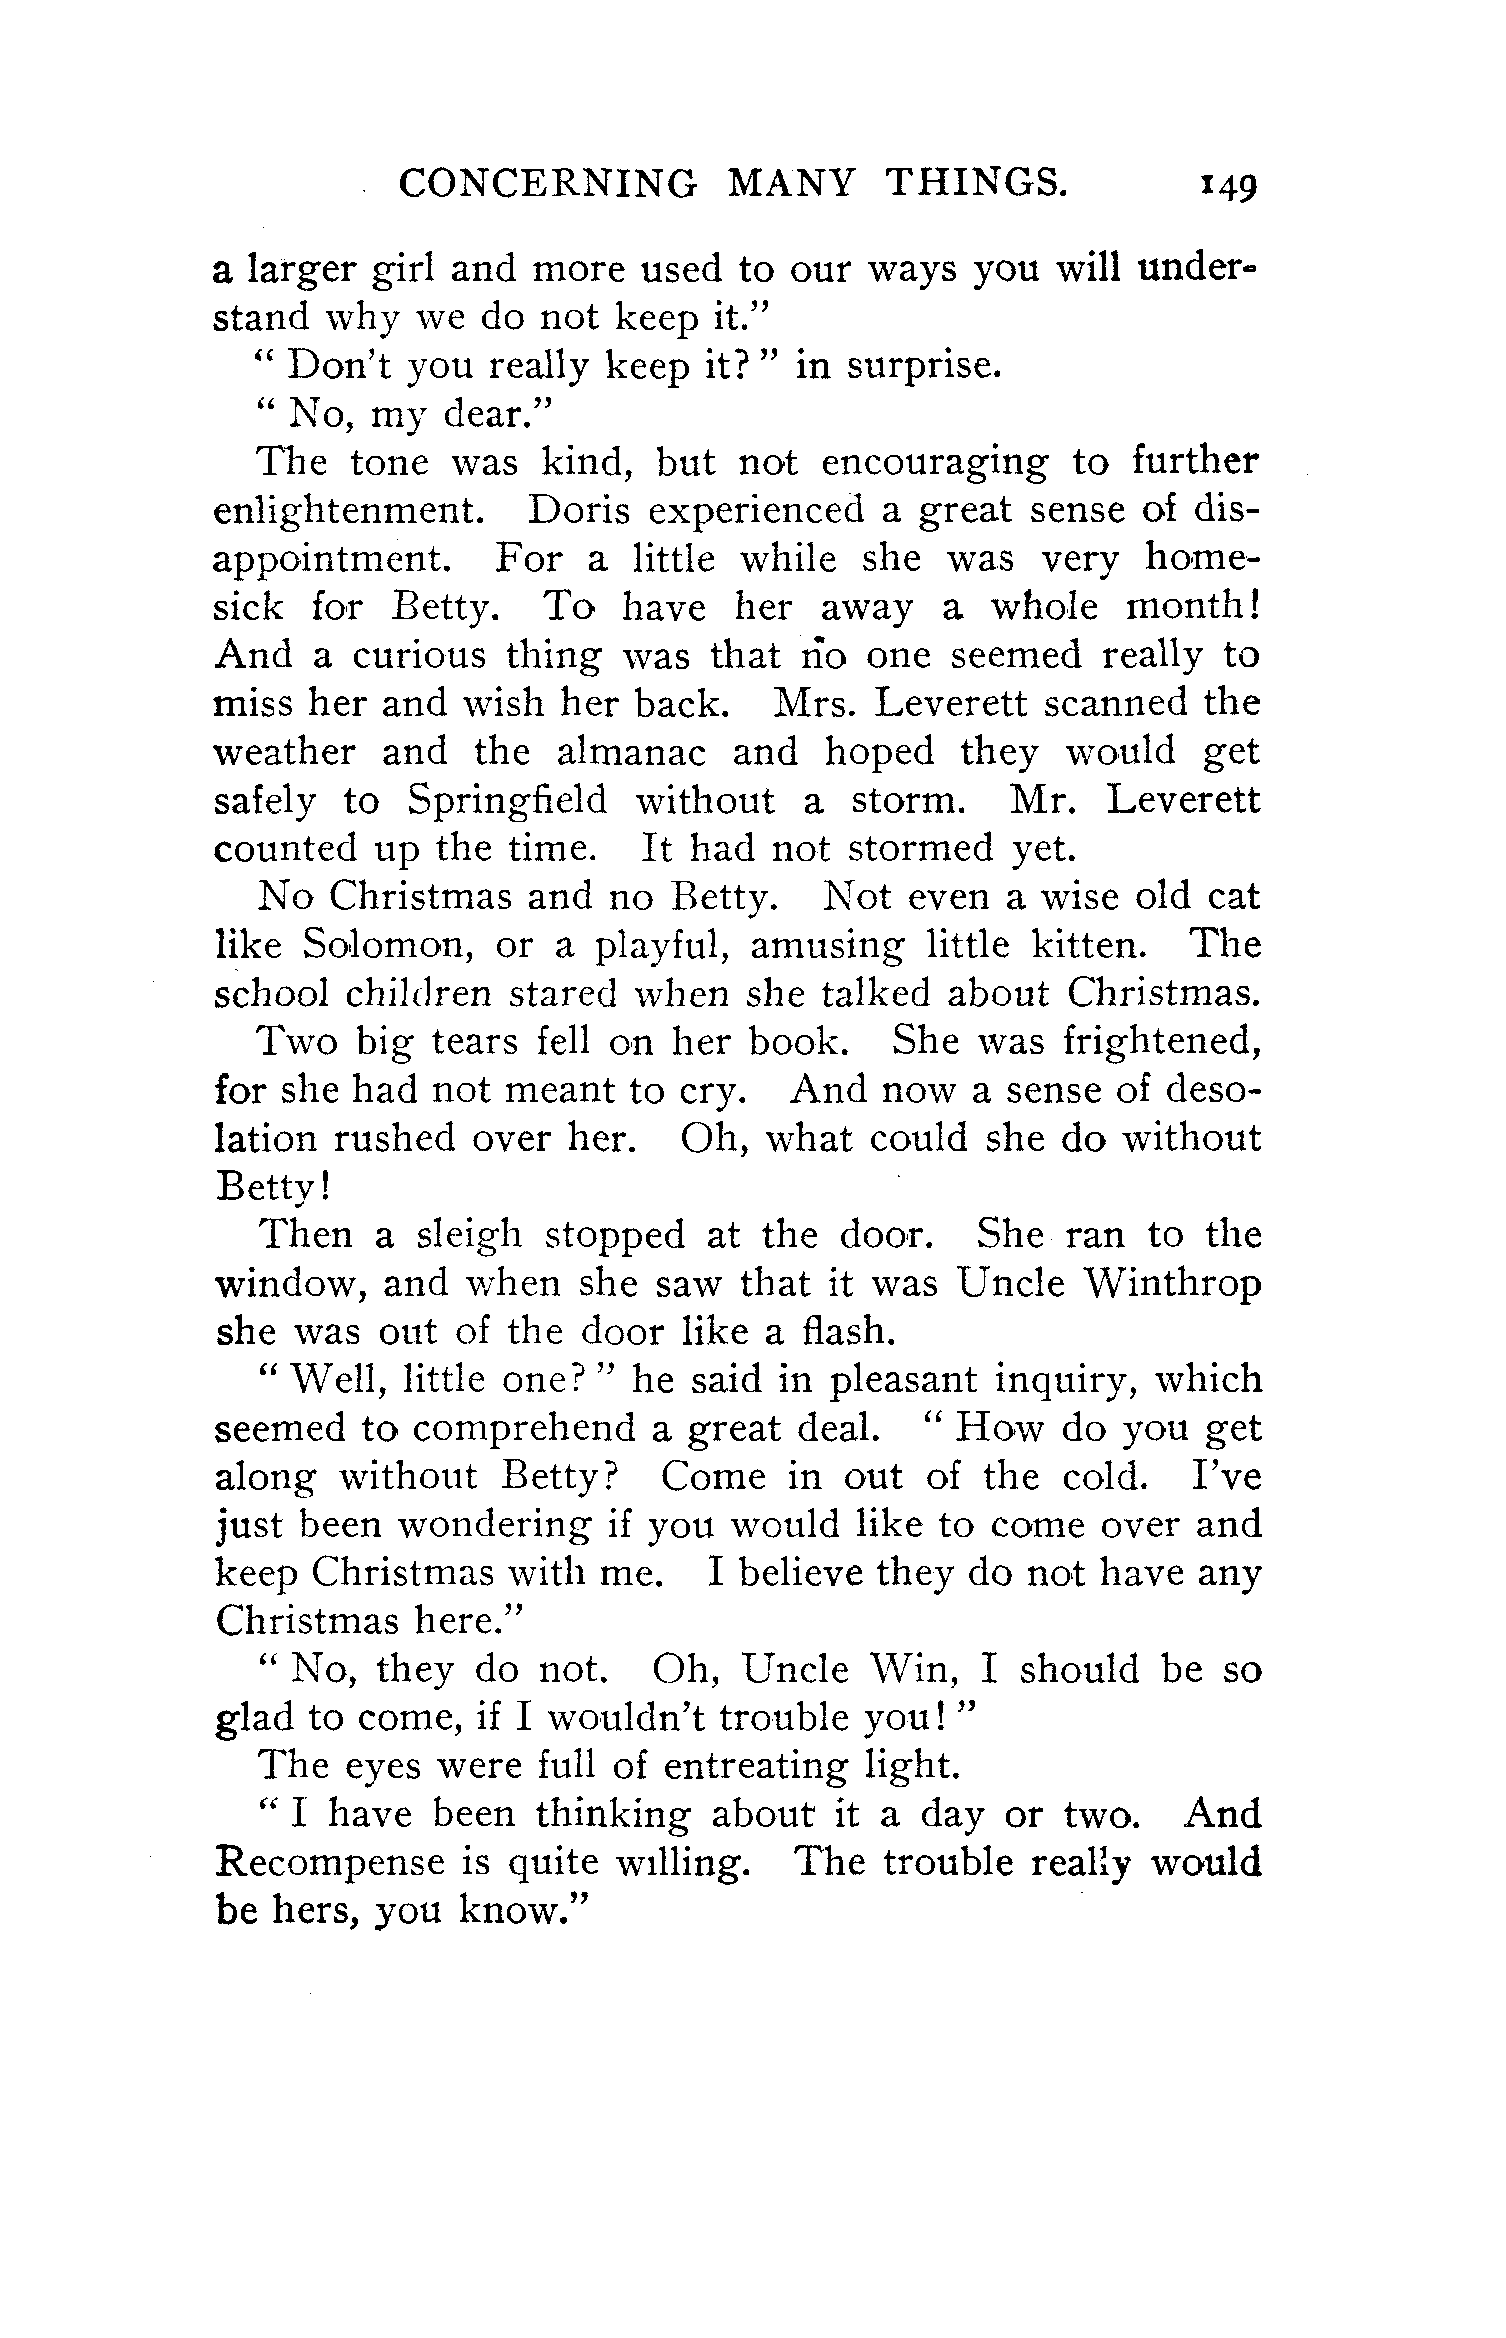 CONCERNING MANY THINGS. 149
a larger girl and more used to our ways you will under-
stand why we do not keep it."
" Don't you really keep it? " in surprise.
" No, my dear."
The tone was kind, but not encouraging to further
enlightenment. Doris experienced a great sense of dis-
appointment. For a little while she was very home-
sick for Betty. To have her away a whole month!
And a curious thing was that no one seemed really to
miss her and wish her back. Mrs. Leverett scanned the
weather and the almanac and hoped they would get
safely to Springfield without a storm. Mr. Leverett
counted up the time. It had not stormed yet.
No Christmas and no Betty. Not even a wise old cat
like Solomon, or a playful, amusing little kitten. The
school children stared when she talked about Christmas.
Two big tears fell on her book. She was frightened,
for she had not meant to cry. And now a sense of deso-
lation rushed over her. Oh, what could she do without
Betty!
Then a sleigh stopped at the door. She ran to the
window, and when she saw that it was Uncle Winthrop
she was out of the door like a flash.
" Well, little one? " he said in pleasant inquiry, which
seemed to comprehend a great deal. " How do you get
along without Betty? Come in out of the cold. I've
just been wondering if you would like to come over and
keep Christmas with me. I believe they do not have any
Christmas here."
" No, they do not. Oh, Uncle Win, I should be so
glad to come, if I wouldn't trouble you! "
The eyes were full of entreating light.
" I have been thinking about it a day or two. And
Recompense is quite willing. The trouble really would
be hers, you know."